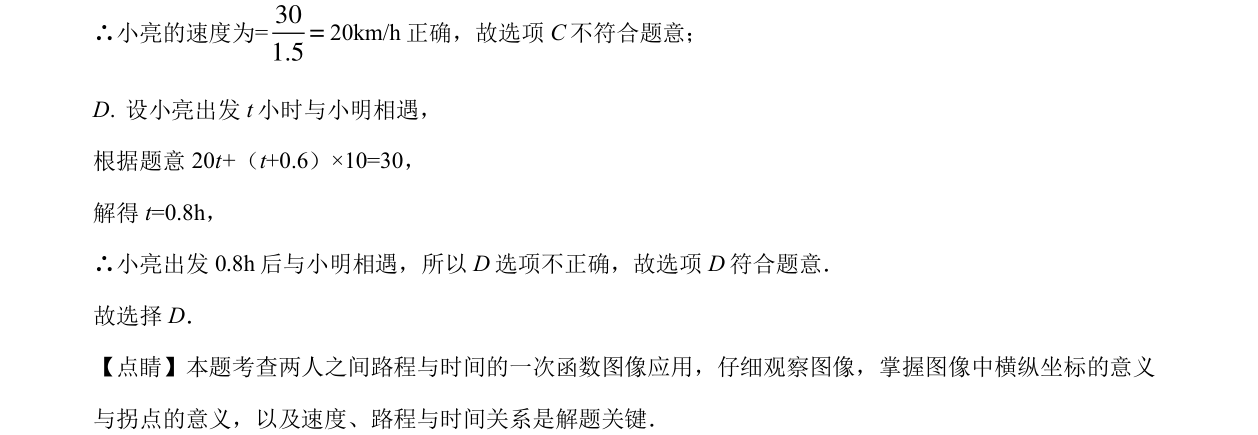 ∴小亮的速度为=30/1.5=20km/h 正确，故选项 C 不符合题意；
D. 设小亮出发 t 小时与小明相遇，
根据题意 20t+（t+0.6）×10=30，
解得 t=0.8h，
∴小亮出发 0.8h 后与小明相遇，所以 D 选项不正确，故选项 D 符合题意．
故选择 D．
【点睛】本题考查两人之间路程与时间的一次函数图像应用，仔细观察图像，掌握图像中横纵坐标的意义
与拐点的意义，以及速度、路程与时间关系是解题关键．